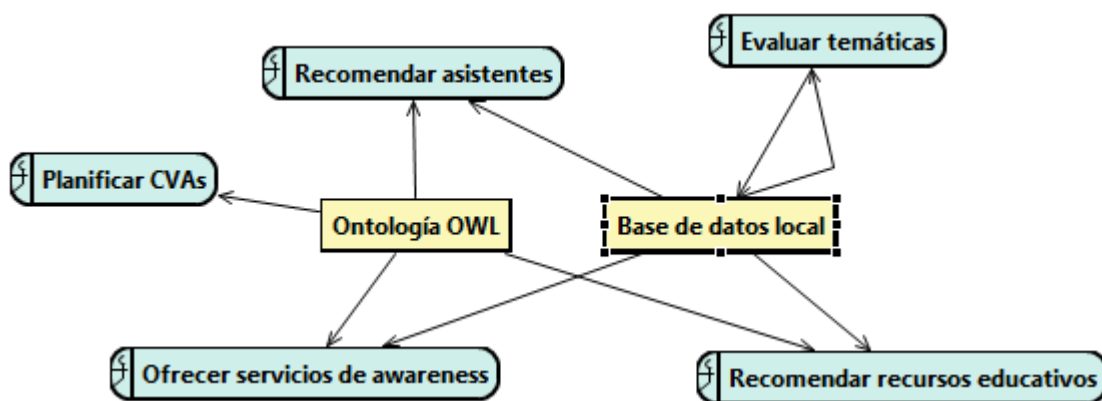 Evaluar temáticas
Recomendar asistentes
Planificar CVAs
Ontología OWL
Base de datos local
Ofrecer servicios de awareness
Recomendar recursos educativos